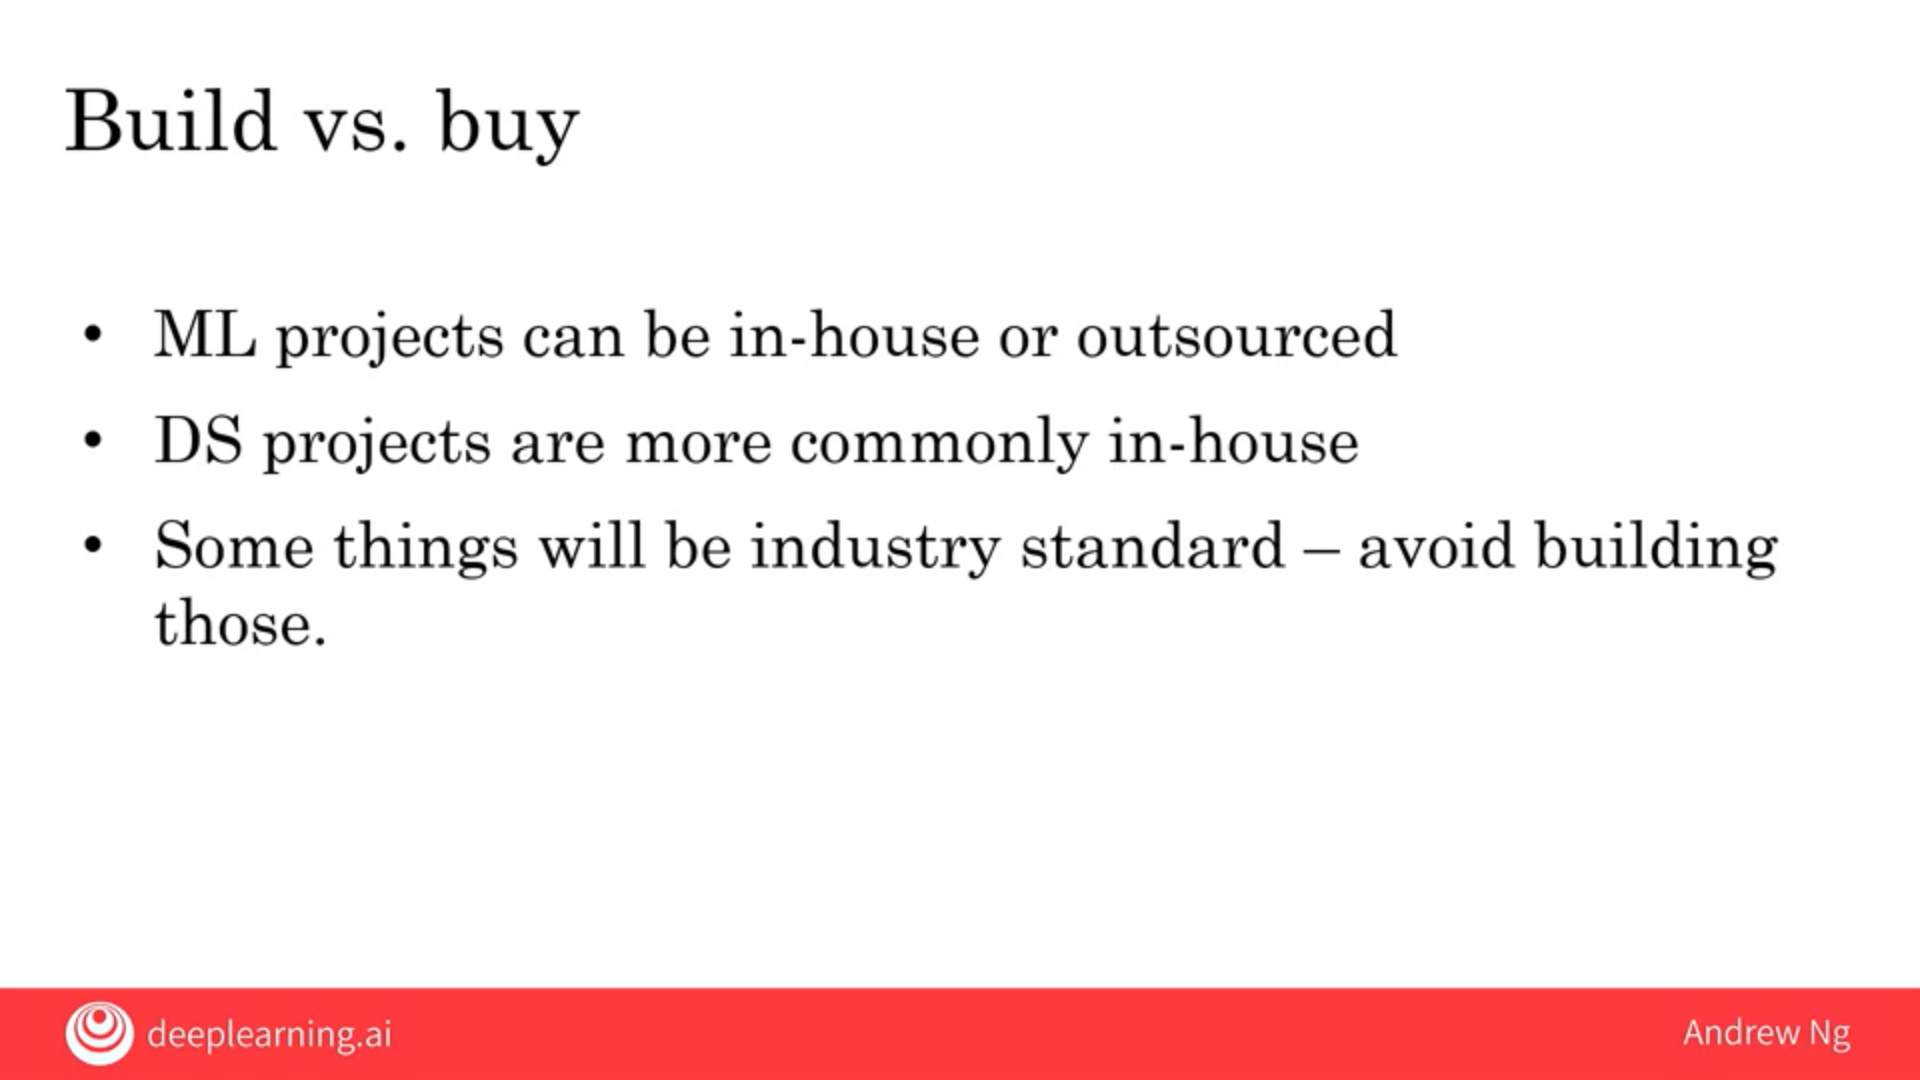 Build vs. buy
• ML projects can be in-house or outsourced
• DS projects are more commonly in-house
• Some things will be industry standard – avoid building
those.
deeplearning.ai
Andrew Ng